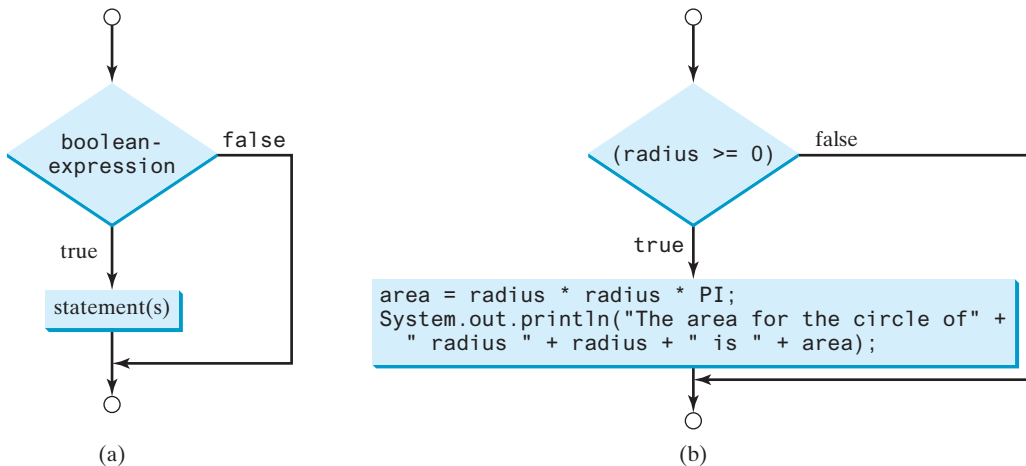 boolean-
expression
false
true
statement(s)
(a)
(radius >= 0)
false
true
area = radius * radius * PI;
System.out.println("The area for the circle of" +
" radius " + radius + " is " + area);
(b)